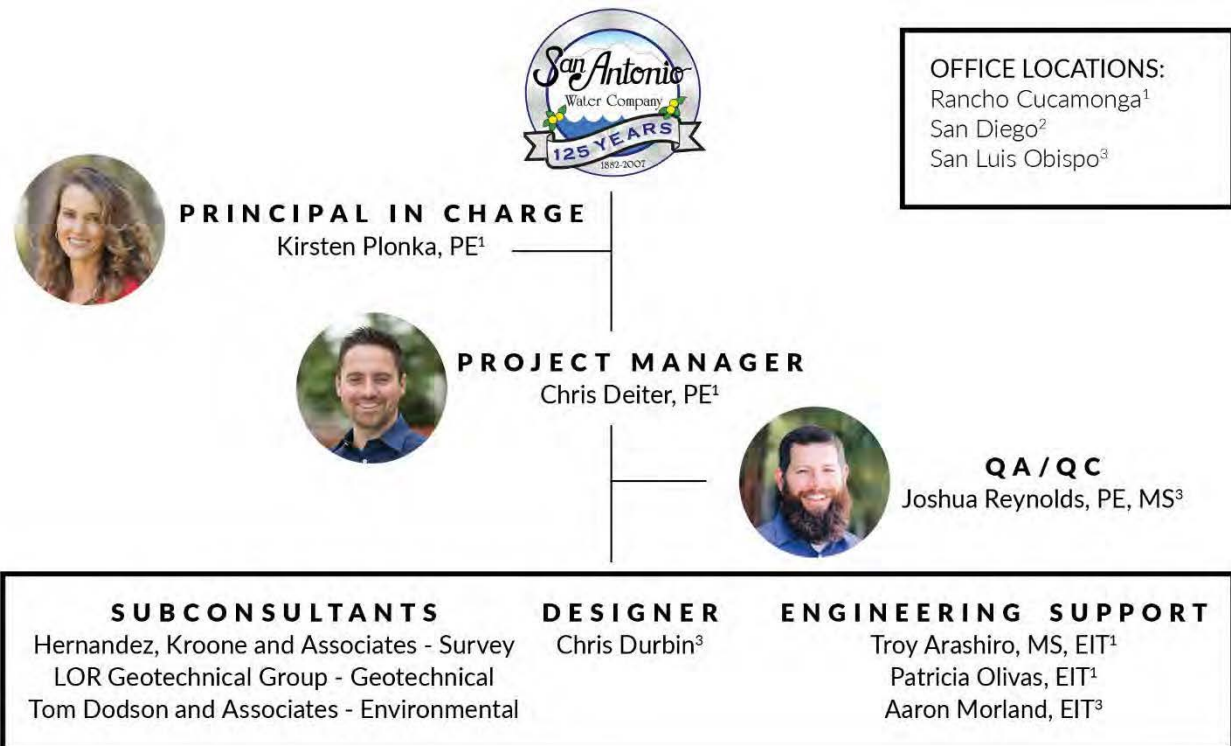 San Antonio
Water Company
125 YEARS
1882-2007
OFFICE LOCATIONS:
Rancho Cucamonga¹
San Diego²
San Luis Obispo³
PRINCIPAL IN CHARGE
Kirsten Plonka, PE¹
PROJECT MANAGER
Chris Deiter, PE¹
QA/QC
Joshua Reynolds, PE, MS³
SUBCONSULTANTS
Hernandez, Kroone and Associates - Survey
LOR Geotechnical Group - Geotechnical
Tom Dodson and Associates - Environmental
DESIGNER
Chris Durbin³
ENGINEERING SUPPORT
Troy Arashiro, MS, EIT¹
Patricia Olivas, EIT¹
Aaron Morland, EIT³